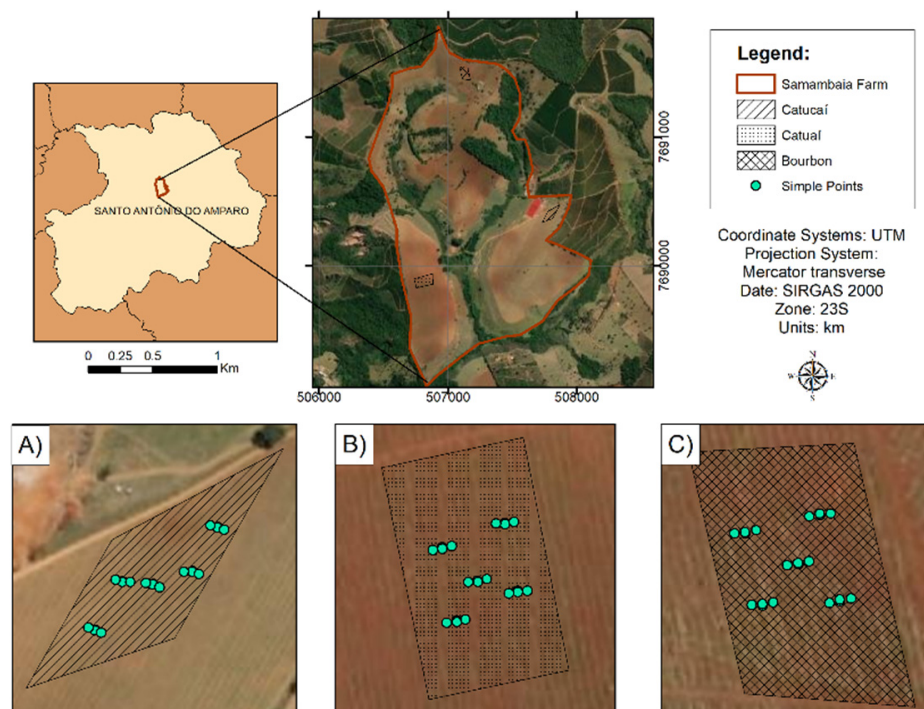 Legend:
Samambaia Farm
Catucaí
Catuaí
Bourbon
Simple Points
SANTO ANTÔNIO DO AMPARO
7691000
7690000
Coordinate Systems: UTM
Projection System:
Mercator transverse
Date: SIRGAS 2000
Zone: 23S
Units: km
0 0.25 0.5 1
Km
506000 507000 508000
N
W E
S
A) B) C)